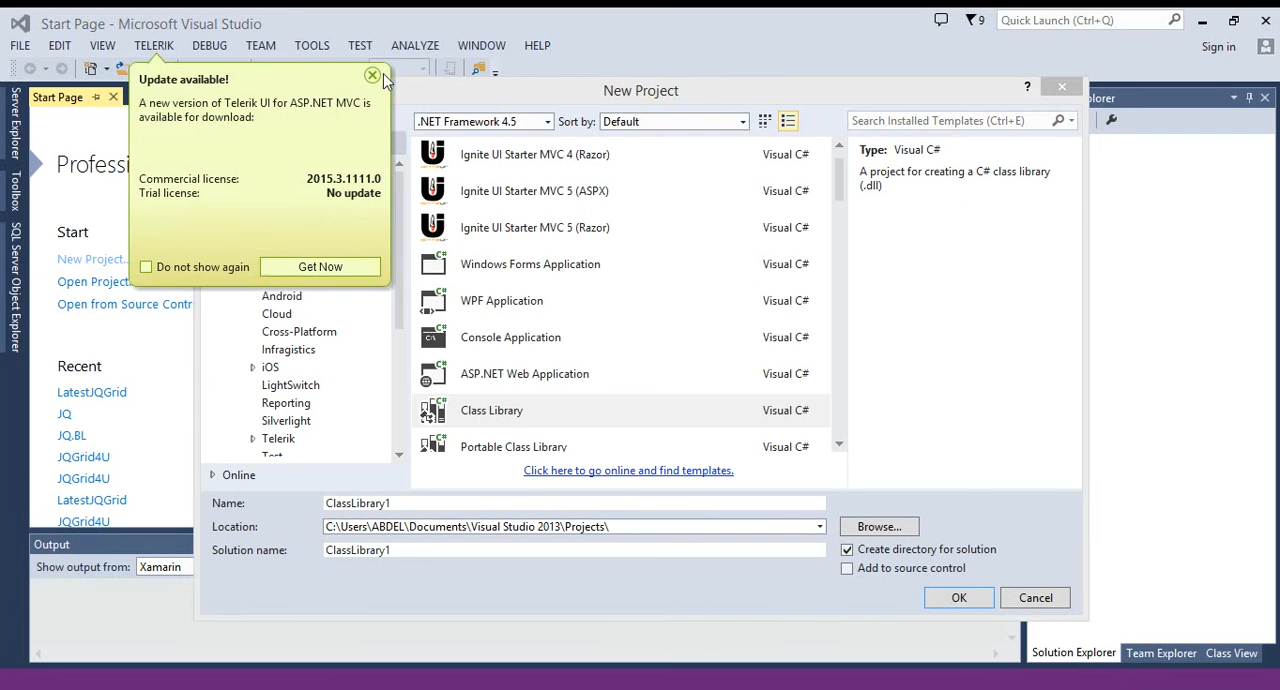 Start Page - Microsoft Visual Studio
9
Quick Launch (Ctrl+Q)
FILE EDIT VIEW TELERIK DEBUG TEAM TOOLS TEST ANALYZE WINDOW HELP
Sign in
Server Explorer
Toolbox
SQL Server Object Explorer
Start Page
Update available!
A new version of Telerik UI for ASP.NET MVC is
available for download:
Commercial license: 2015.3.1111.0
Trial license: No update
Do not show again
Get Now
Start
New Project...
Open Project
Open from Source Contr
Recent
LatestJQGrid
JQ
JQ.BL
JQGrid4U
JQGrid4U
LatestJQGrid
JQGrid4U
Output
Show output from: Xamarin
New Project
?
.NET Framework 4.5
Sort by: Default
Search Installed Templates (Ctrl+E)
Ignite UI Starter MVC 4 (Razor) Visual C#
Ignite UI Starter MVC 5 (ASPX) Visual C#
Ignite UI Starter MVC 5 (Razor) Visual C#
Windows Forms Application Visual C#
WPF Application Visual C#
Console Application Visual C#
ASP.NET Web Application Visual C#
Class Library Visual C#
Portable Class Library Visual C#
Click here to go online and find templates.
Type: Visual C#
A project for creating a C# class library
(.dll)
Android
Cloud
Cross-Platform
Infragistics
iOS
LightSwitch
Reporting
Silverlight
Telerik
Test
Online
Name: ClassLibrary1
Location: C:\Users\ABDEL\Documents\Visual Studio 2013\Projects\
Browse...
Solution name: ClassLibrary1
Create directory for solution
Add to source control
OK
Cancel
Solution Explorer
Team Explorer
Class View